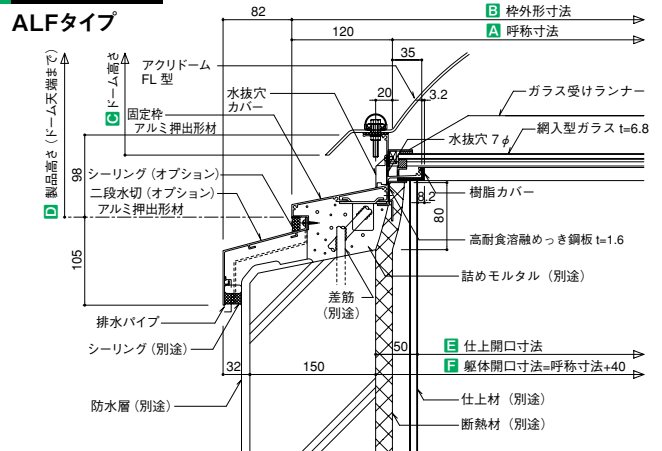 ALFタイプ
82
B 枠外形寸法
120
A 呼称寸法
35
アクリドーム
FL 型
20
3.2
水抜穴
カバー
ガラス受けランナー
水抜穴 7φ
網入型ガラス t=6.8
C ドーム高さ
D 製品高さ（ドーム天端まで）
固定枠
アルミ押出形材
98
シーリング（オプション）
二段水切（オプション）
アルミ押出形材
樹脂カバー
8.2
80
高耐食溶融めっき鋼板 t=1.6
105
詰めモルタル（別途）
差筋
（別途）
排水パイプ
シーリング（別途）
50
E 仕上開口寸法
32
150
F 躯体開口寸法=呼称寸法+40
防水層（別途）
仕上材（別途）
断熱材（別途）